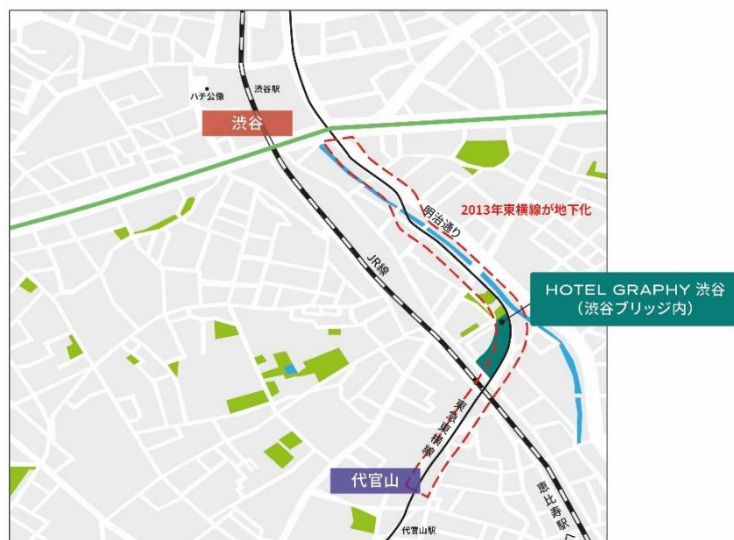 ハチ公像
渋谷駅
渋谷
2013年東横線が地下化
明治通り
JR線
HOTEL GRAPHY 渋谷
（渋谷ブリッジ内）
東急東横線
代官山
代官山駅
恵比寿駅へ